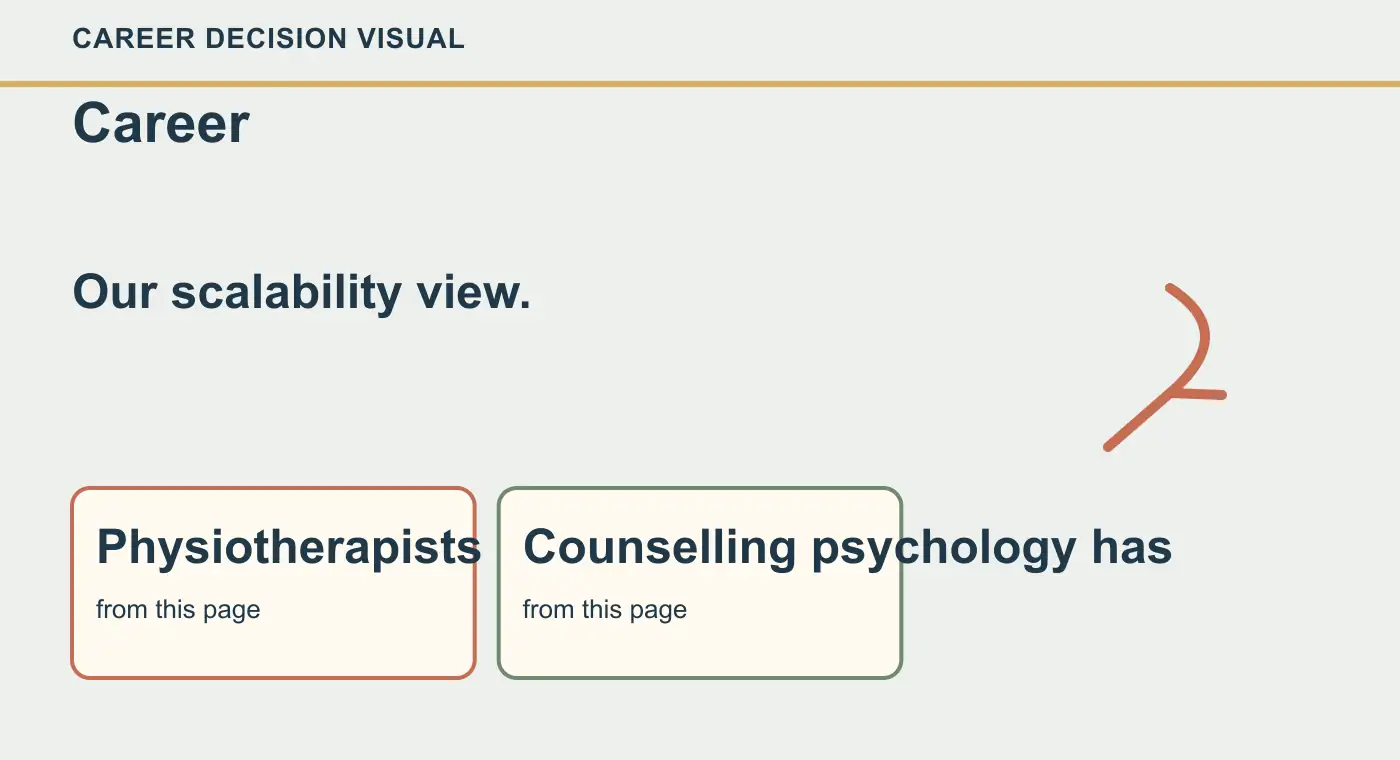 CAREER DECISION VISUAL
Career
Our scalability view.
Physiotherapists
from this page
Counselling psychology has
from this page